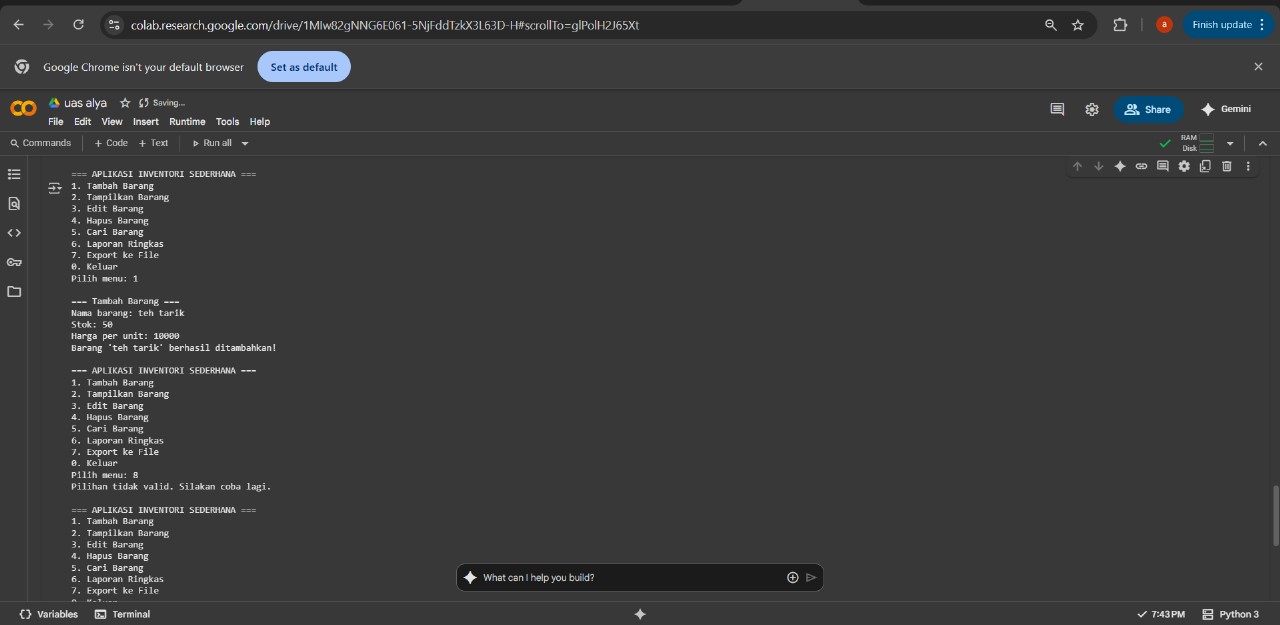 colab.research.google.com/drive/1MIw82gNNG6E061-5NjFddTzkX3L63D-H#scrollTo=glPolH2J65Xt
a
Finish update
Google Chrome isn't your default browser
Set as default
uas alya
Saving...
File Edit View Insert Runtime Tools Help
Share
Gemini
Commands
+ Code + Text
Run all
RAM
Disk
=== APLIKASI INVENTORI SEDERHANA ===
1. Tambah Barang
2. Tampilkan Barang
3. Edit Barang
4. Hapus Barang
5. Cari Barang
6. Laporan Ringkas
7. Export ke File
0. Keluar
Pilih menu: 1
--- Tambah Barang ---
Nama barang: teh tarik
Stok: 50
Harga per unit: 10000
Barang 'teh tarik' berhasil ditambahkan!
=== APLIKASI INVENTORI SEDERHANA ===
1. Tambah Barang
2. Tampilkan Barang
3. Edit Barang
4. Hapus Barang
5. Cari Barang
6. Laporan Ringkas
7. Export ke File
0. Keluar
Pilih menu: 8
Pilihan tidak valid. Silakan coba lagi.
=== APLIKASI INVENTORI SEDERHANA ===
1. Tambah Barang
2. Tampilkan Barang
3. Edit Barang
4. Hapus Barang
5. Cari Barang
6. Laporan Ringkas
7. Export ke File
What can I help you build?
Variables
Terminal
7:43 PM
Python 3